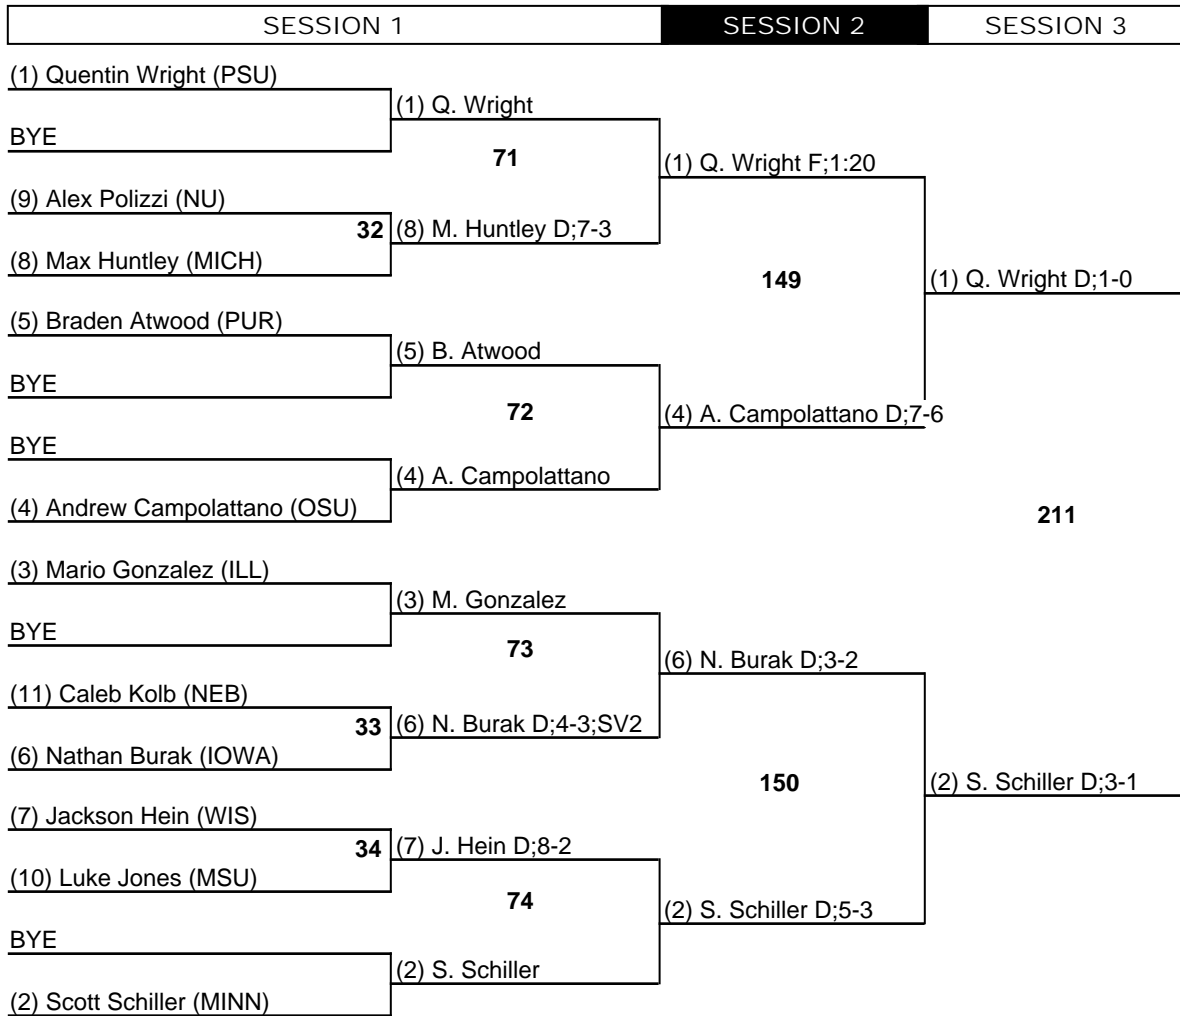 SESSION 1 SESSION 2 SESSION 3
(1) Quentin Wright (PSU)
(1) Q. Wright
BYE
71
(1) Q. Wright F;1:20
(9) Alex Polizzi (NU)
32 (8) M. Huntley D;7-3
(8) Max Huntley (MICH)
149
(1) Q. Wright D;1-0
(5) Braden Atwood (PUR)
(5) B. Atwood
BYE
72
(4) A. Campolattano D;7-6
BYE
(4) A. Campolattano
(4) Andrew Campolattano (OSU)
211
(3) Mario Gonzalez (ILL)
(3) M. Gonzalez
BYE
73
(6) N. Burak D;3-2
(11) Caleb Kolb (NEB)
33 (6) N. Burak D;4-3;SV2
(6) Nathan Burak (IOWA)
150
(2) S. Schiller D;3-1
(7) Jackson Hein (WIS)
34 (7) J. Hein D;8-2
(10) Luke Jones (MSU)
74
(2) S. Schiller D;5-3
BYE
(2) S. Schiller
(2) Scott Schiller (MINN)